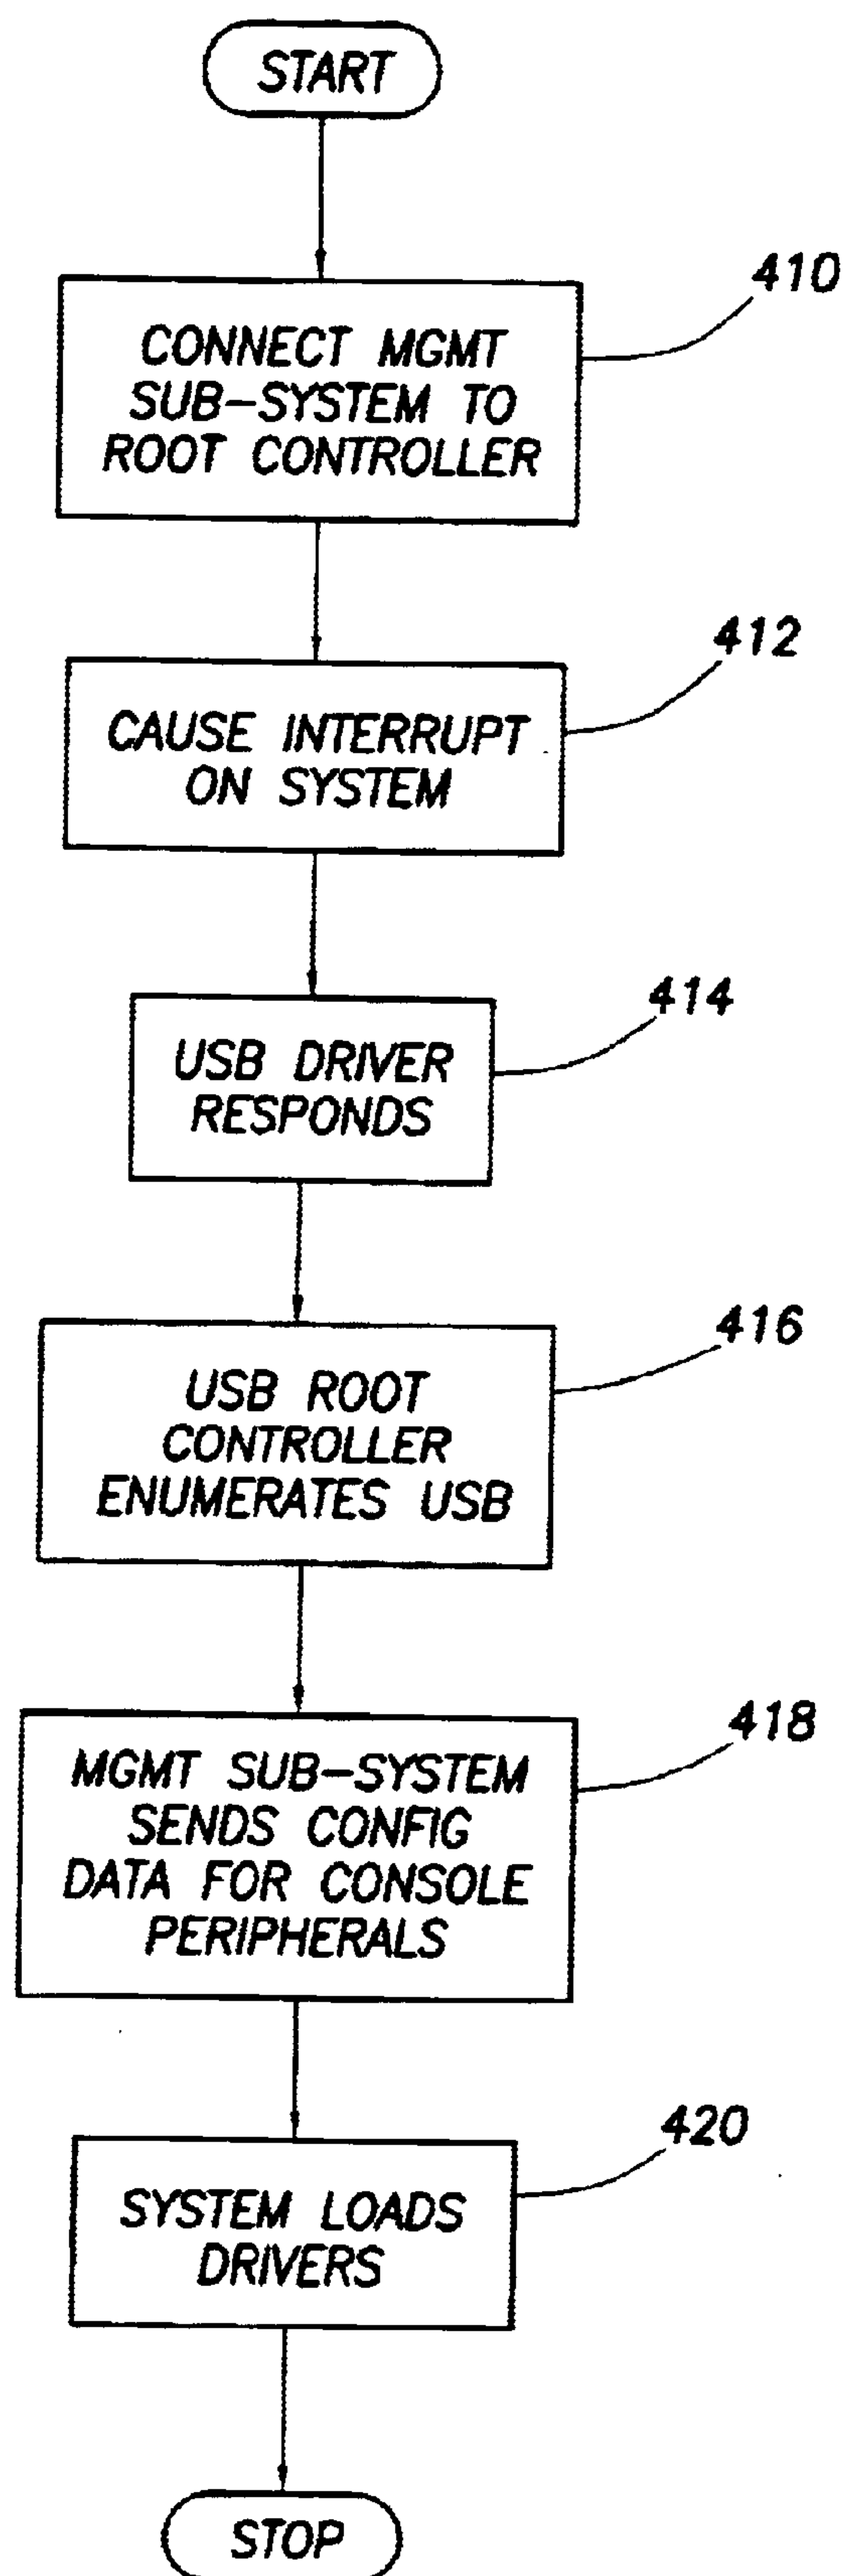 START
410
CONNECT MGMT
SUB-SYSTEM TO
ROOT CONTROLLER
412
CAUSE INTERRUPT
ON SYSTEM
414
USB DRIVER
RESPONDS
416
USB ROOT
CONTROLLER
ENUMERATES USB
418
MGMT SUB-SYSTEM
SENDS CONFIG
DATA FOR CONSOLE
PERIPHERALS
420
SYSTEM LOADS
DRIVERS
STOP